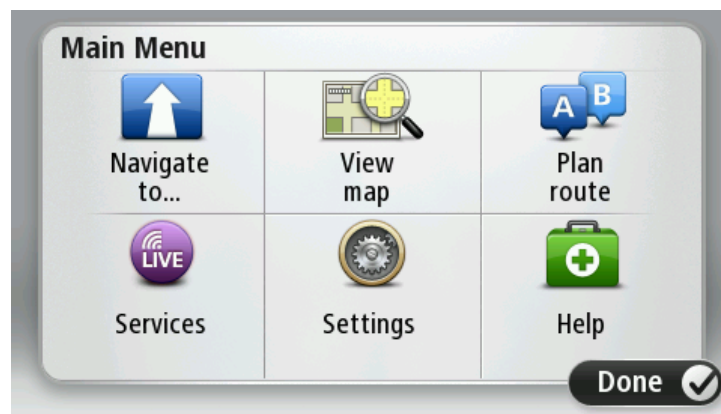 Main Menu
Navigate
to...
View
map
A B
Plan
route
LIVE
Services
Settings
Help
Done